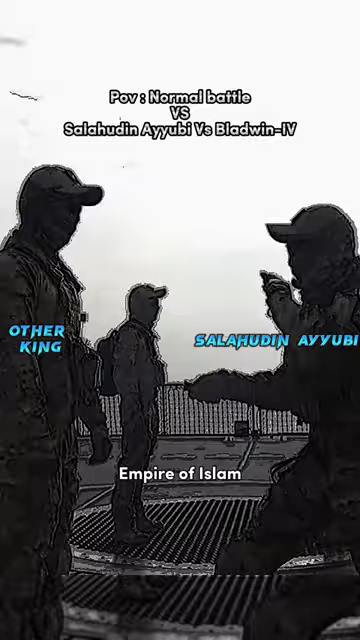 Pov : Normal battle
VS
Salahudin Ayyubi Vs Bladwin-IV
OTHER
KING
SALAHUDIN AYYUBI
Empire of Islam